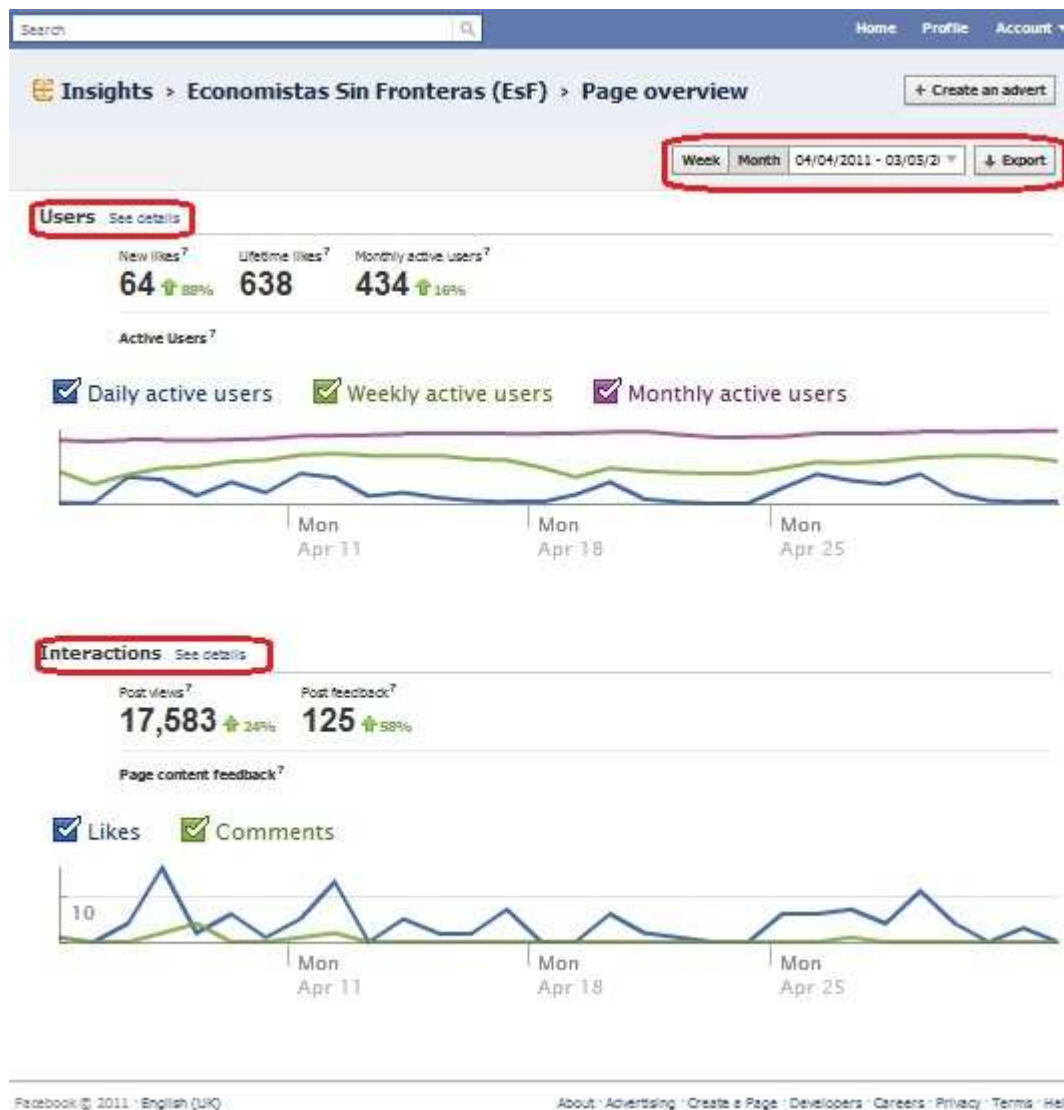 Search
Home Profile Account
Insights › Economistas Sin Fronteras (EsF) › Page overview
+ Create an advert
Week Month 04/04/2011 - 03/05/2 Export
Users See details
New likes? Lifetime likes? Monthly active users?
64 88% 638 434 16%
Active Users?
Daily active users Weekly active users Monthly active users
Mon Mon Mon
Apr 11 Apr 18 Apr 25
Interactions See details
Post views? Post feedback?
17,583 24% 125 58%
Page content feedback?
Likes Comments
10
Mon Mon Mon
Apr 11 Apr 18 Apr 25
Facebook © 2011 · English (UK) About · Advertising · Create a Page · Developers · Careers · Privacy · Terms · Hel